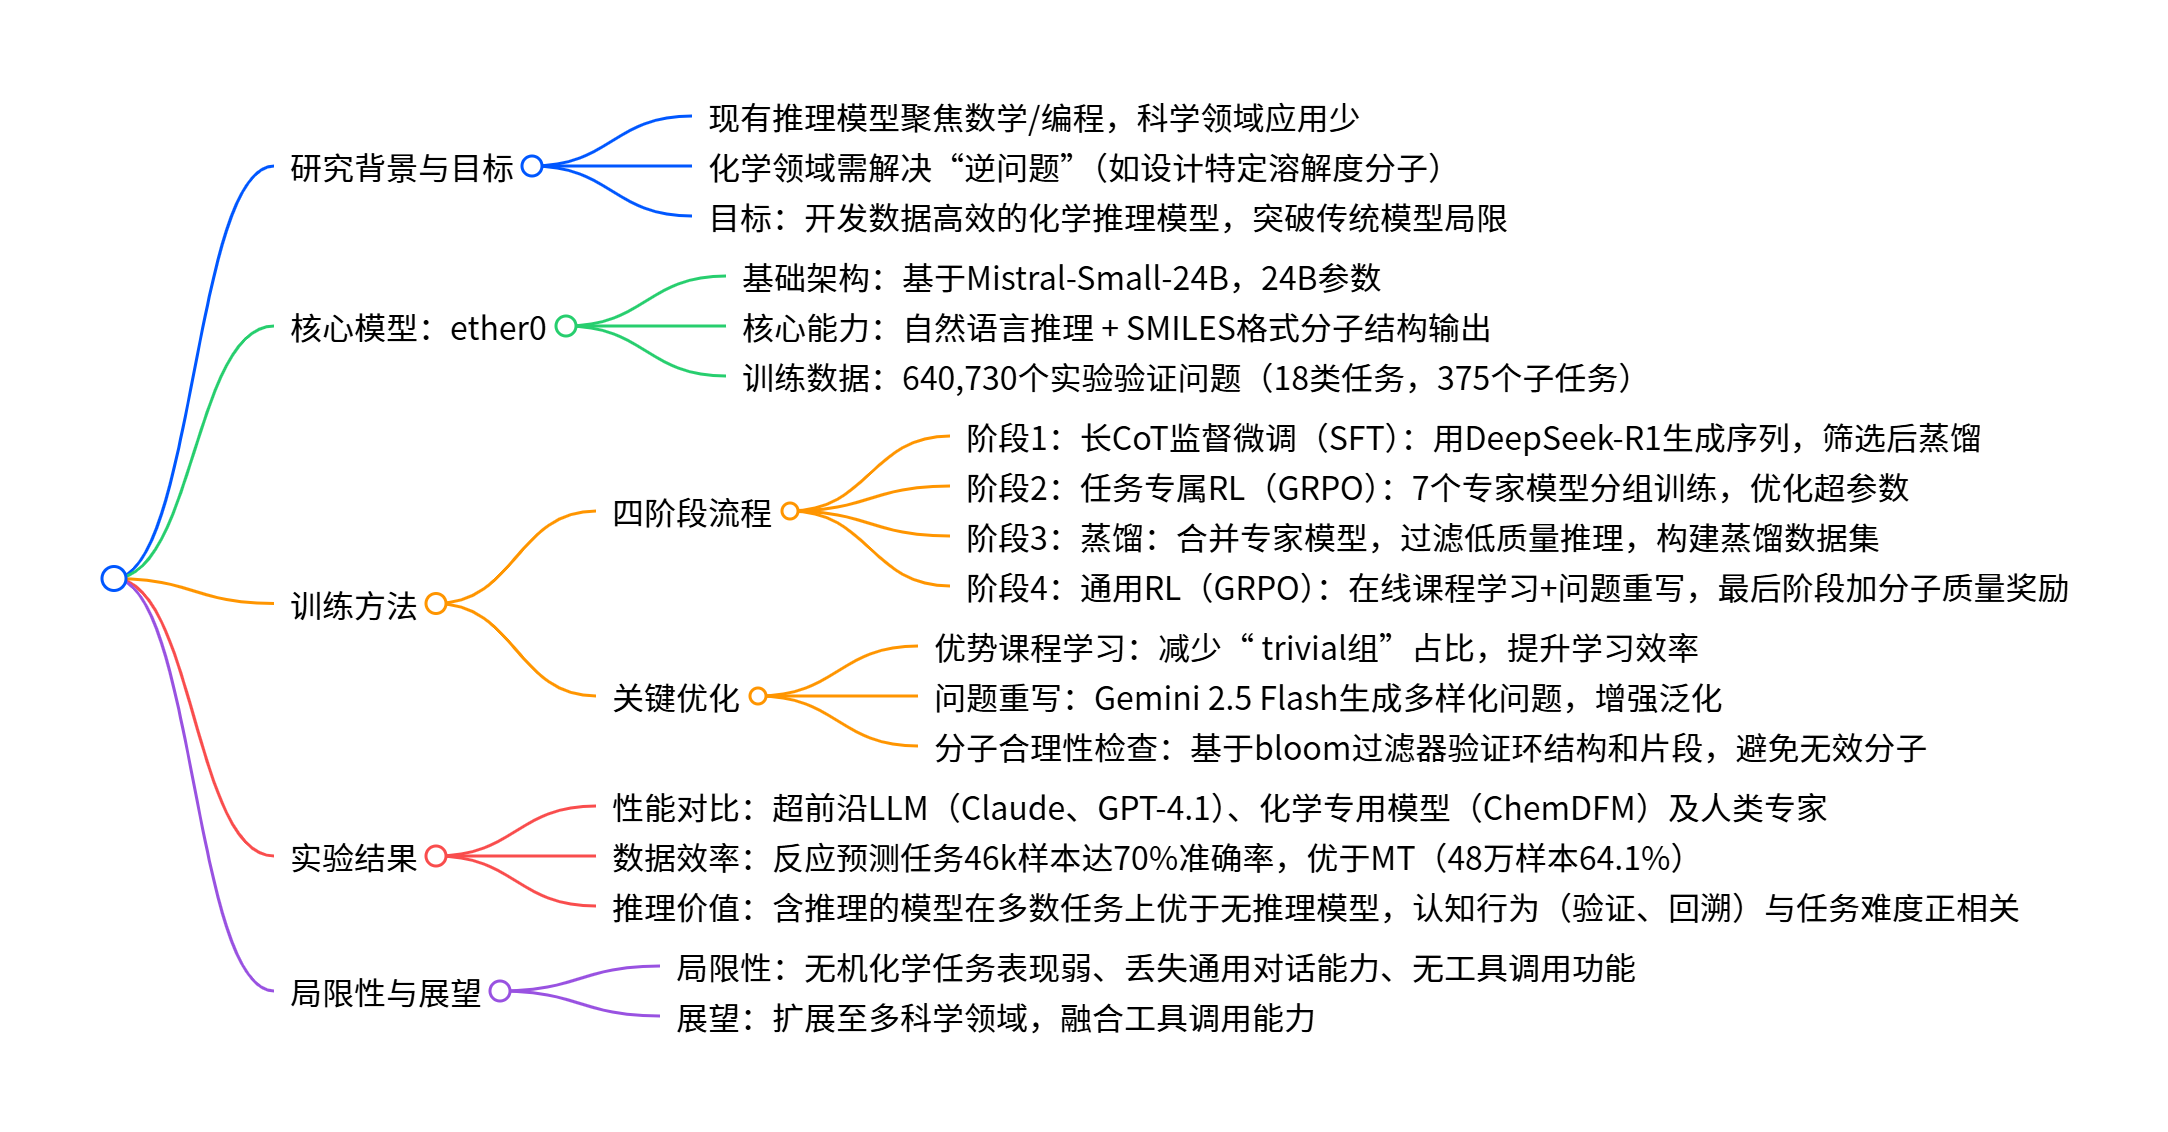 研究背景与目标
现有推理模型聚焦数学/编程，科学领域应用少
化学领域需解决“逆问题”（如设计特定溶解度分子）
目标：开发数据高效的化学推理模型，突破传统模型局限
核心模型：ether0
基础架构：基于Mistral-Small-24B，24B参数
核心能力：自然语言推理 + SMILES格式分子结构输出
训练数据：640,730个实验验证问题（18类任务，375个子任务）
训练方法
四阶段流程
阶段1：长CoT监督微调（SFT）：用DeepSeek-R1生成序列，筛选后蒸馏
阶段2：任务专属RL（GRPO）：7个专家模型分组训练，优化超参数
阶段3：蒸馏：合并专家模型，过滤低质量推理，构建蒸馏数据集
阶段4：通用RL（GRPO）：在线课程学习+问题重写，最后阶段加分子质量奖励
关键优化
优势课程学习：减少“ trivial组”占比，提升学习效率
问题重写：Gemini 2.5 Flash生成多样化问题，增强泛化
分子合理性检查：基于bloom过滤器验证环结构和片段，避免无效分子
实验结果
性能对比：超前沿LLM（Claude、GPT-4.1）、化学专用模型（ChemDFM）及人类专家
数据效率：反应预测任务46k样本达70%准确率，优于MT（48万样本64.1%）
推理价值：含推理的模型在多数任务上优于无推理模型，认知行为（验证、回溯）与任务难度正相关
局限性与展望
局限性：无机化学任务表现弱、丢失通用对话能力、无工具调用功能
展望：扩展至多科学领域，融合工具调用能力